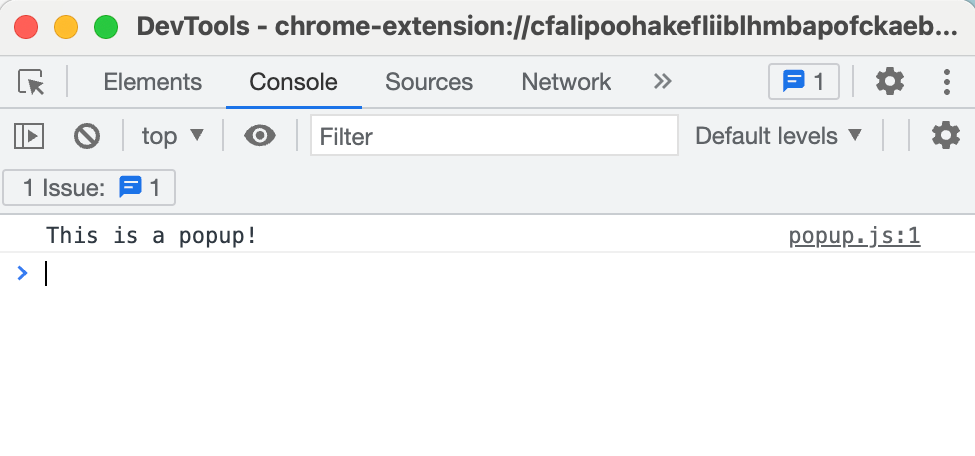 DevTools - chrome-extension://cfalipoohakefliiblhmbapofckaeb...
Elements Console Sources Network 1
top Filter Default levels
1 Issue: 1
This is a popup! popup.js:1